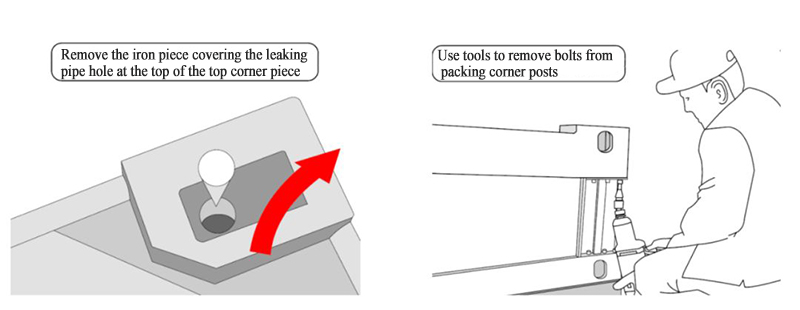 Remove the iron piece covering the leaking
pipe hole at the top of the top corner piece
Use tools to remove bolts from
packing corner posts